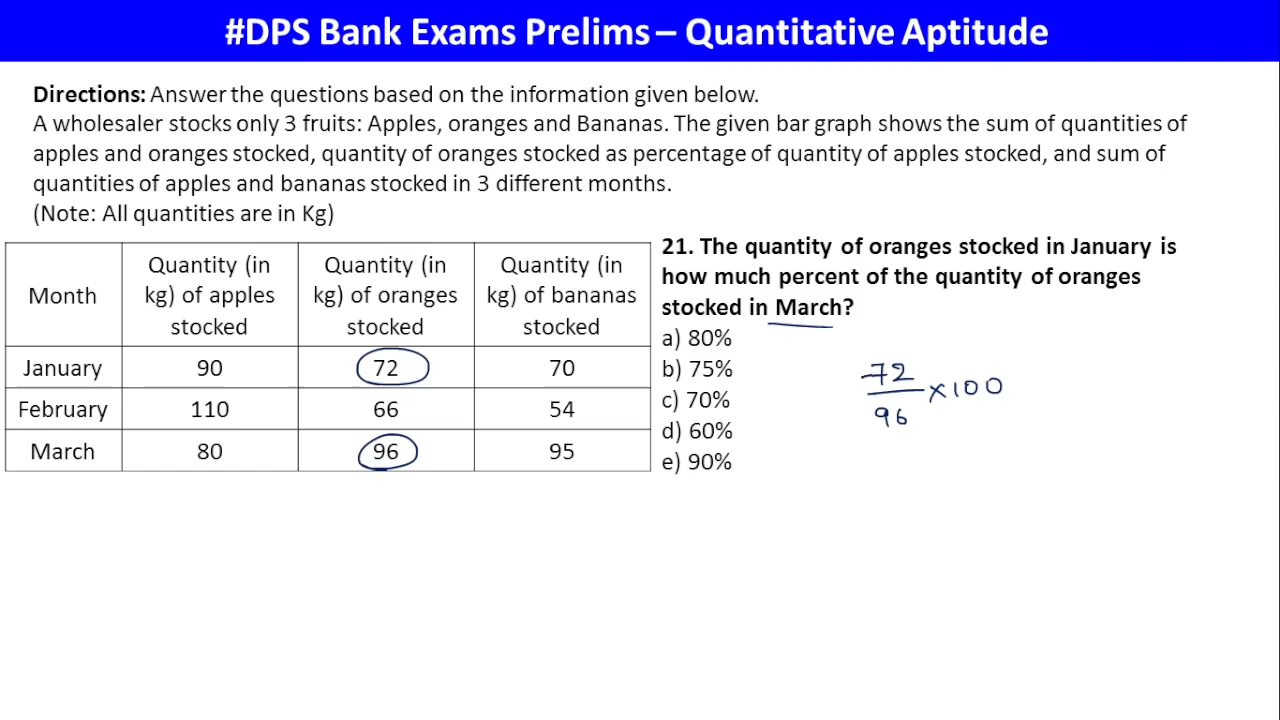 #DPS Bank Exams Prelims – Quantitative Aptitude
Directions: Answer the questions based on the information given below.
A wholesaler stocks only 3 fruits: Apples, oranges and Bananas. The given bar graph shows the sum of quantities of
apples and oranges stocked, quantity of oranges stocked as percentage of quantity of apples stocked, and sum of
quantities of apples and bananas stocked in 3 different months.
(Note: All quantities are in Kg)
Month
Quantity (in
kg) of apples
stocked
Quantity (in
kg) of oranges
stocked
Quantity (in
kg) of bananas
stocked
January 90 72 70
February 110 66 54
March 80 96 95
21. The quantity of oranges stocked in January is
how much percent of the quantity of oranges
stocked in March?
a) 80%
b) 75%
c) 70%
d) 60%
e) 90%
72
96
×100